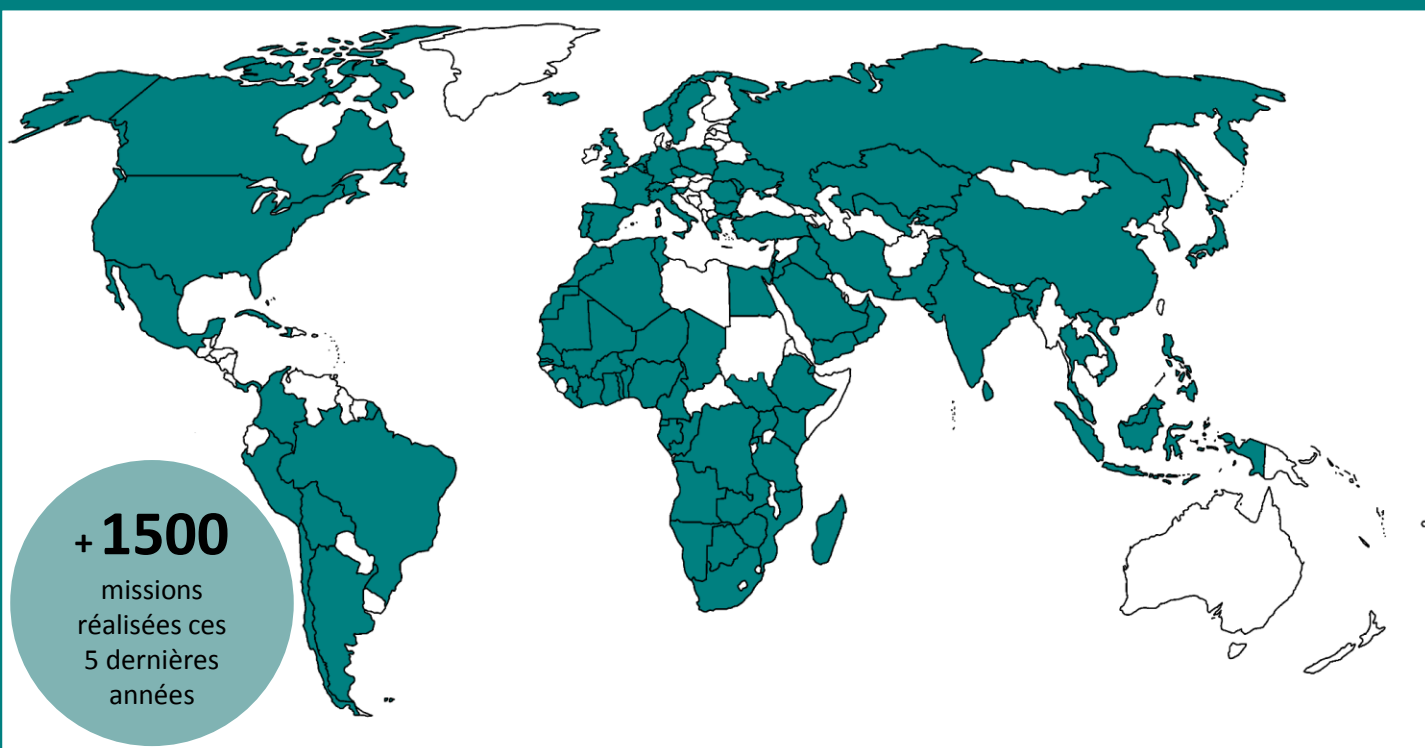 + 1500
missions
réalisées ces
5 dernières
années